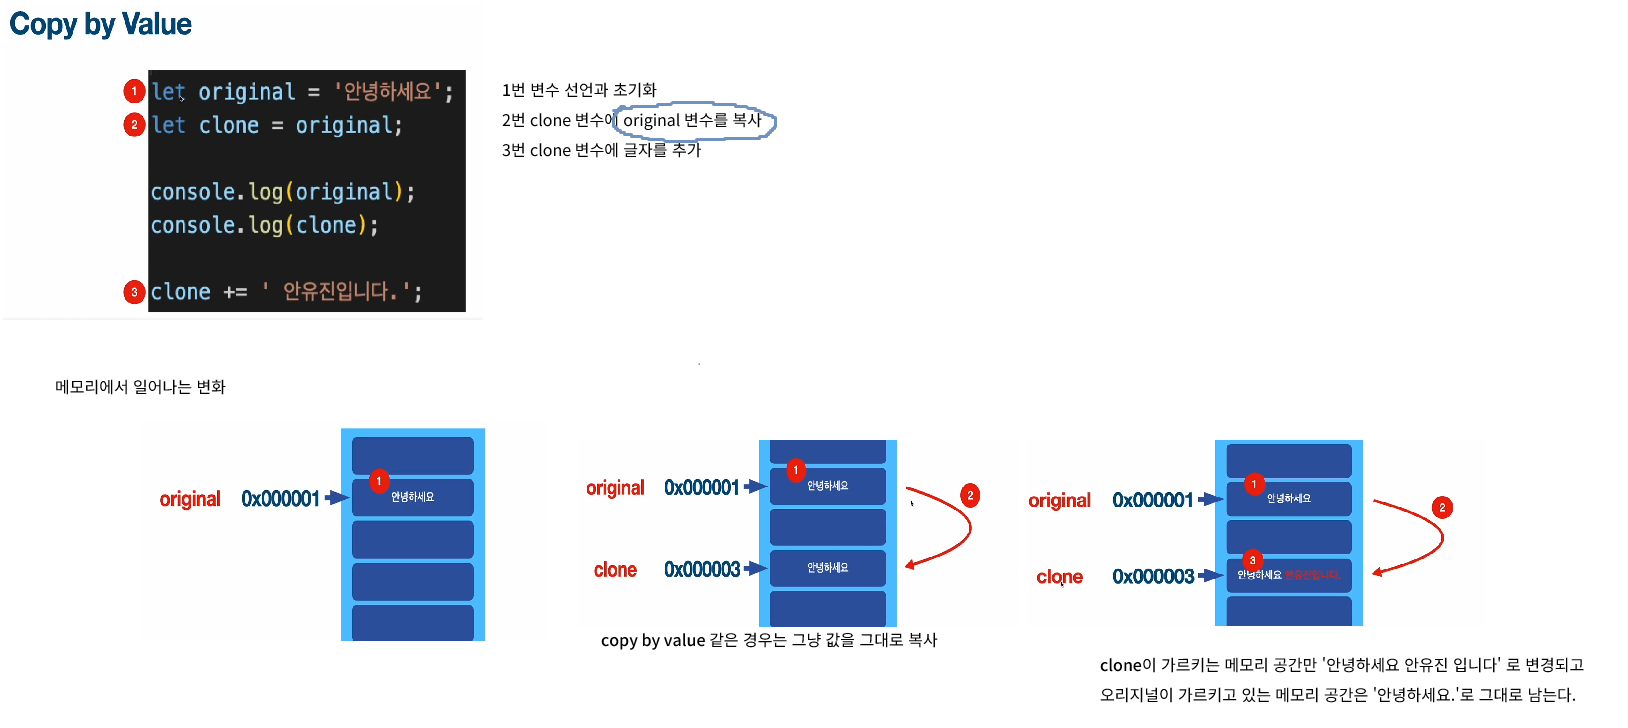 Copy by Value
1 let original = '안녕하세요';
2 let clone = original;
console.log(original);
console.log(clone);
3 clone += ' 안유진입니다.';
1번 변수 선언과 초기화
2번 clone 변수에 original 변수를 복사
3번 clone 변수에 글자를 추가
메모리에서 일어나는 변화
1
original 0x000001 안녕하세요
1
original 0x000001 안녕하세요
2
clone 0x000003 안녕하세요
copy by value 같은 경우는 그냥 값을 그대로 복사
1
original 0x000001 안녕하세요
2
3
clone 0x000003 안녕하세요 안유진입니다.
clone이 가르키는 메모리 공간만 '안녕하세요 안유진 입니다' 로 변경되고
오리지널이 가르키고 있는 메모리 공간은 '안녕하세요.'로 그대로 남는다.